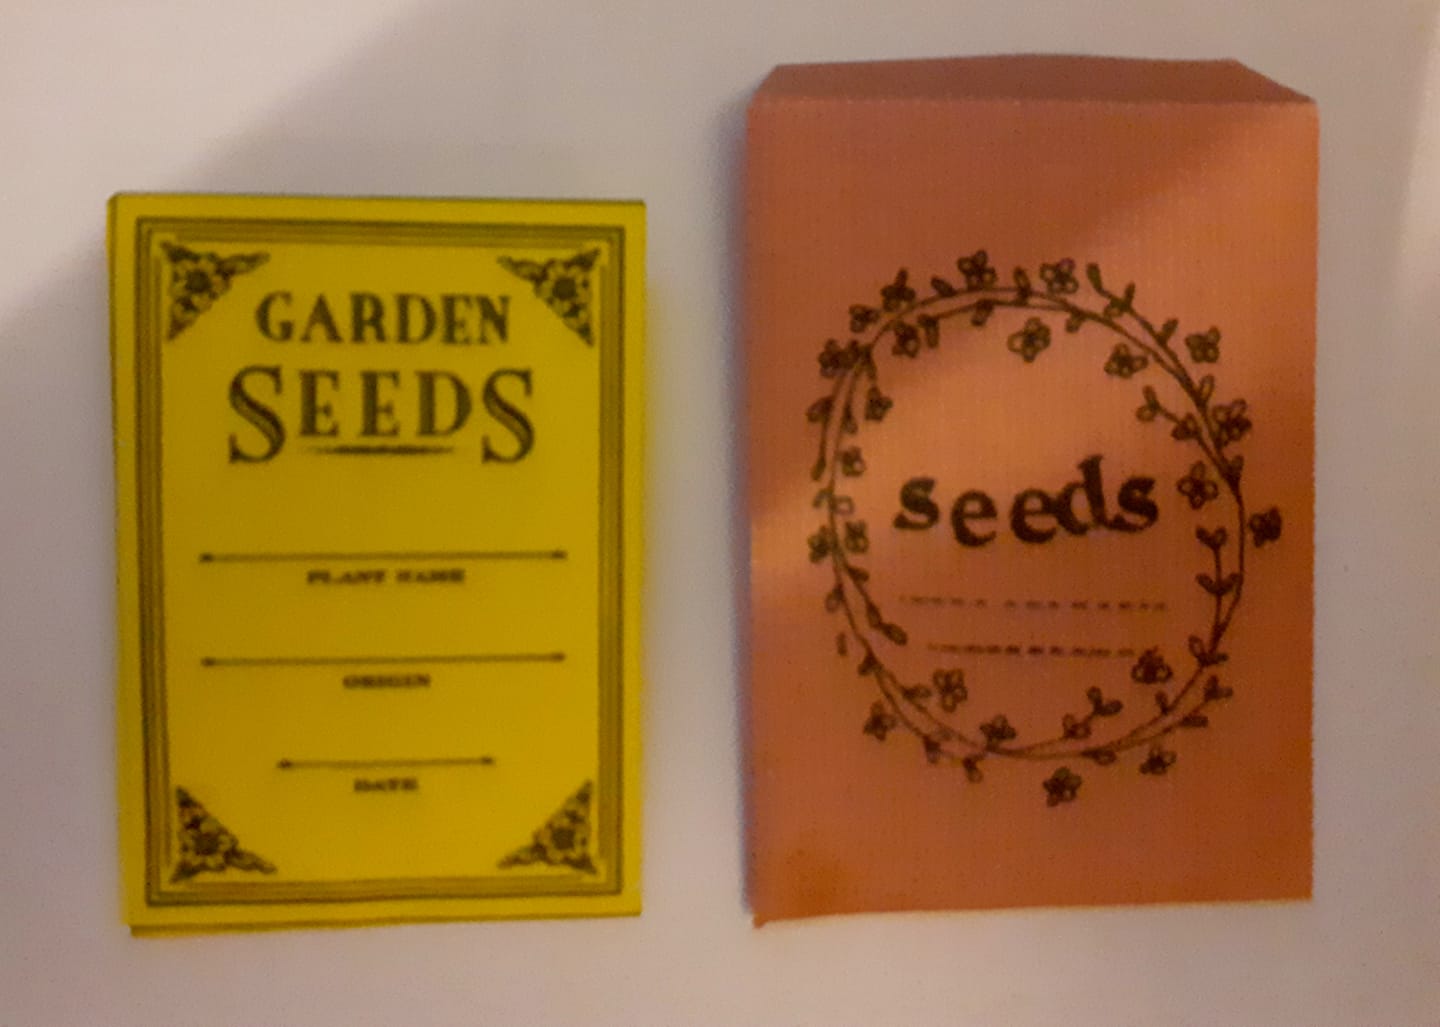 GARDEN
SEEDS
PLANT NAME
ORIGIN
DATE
seeds